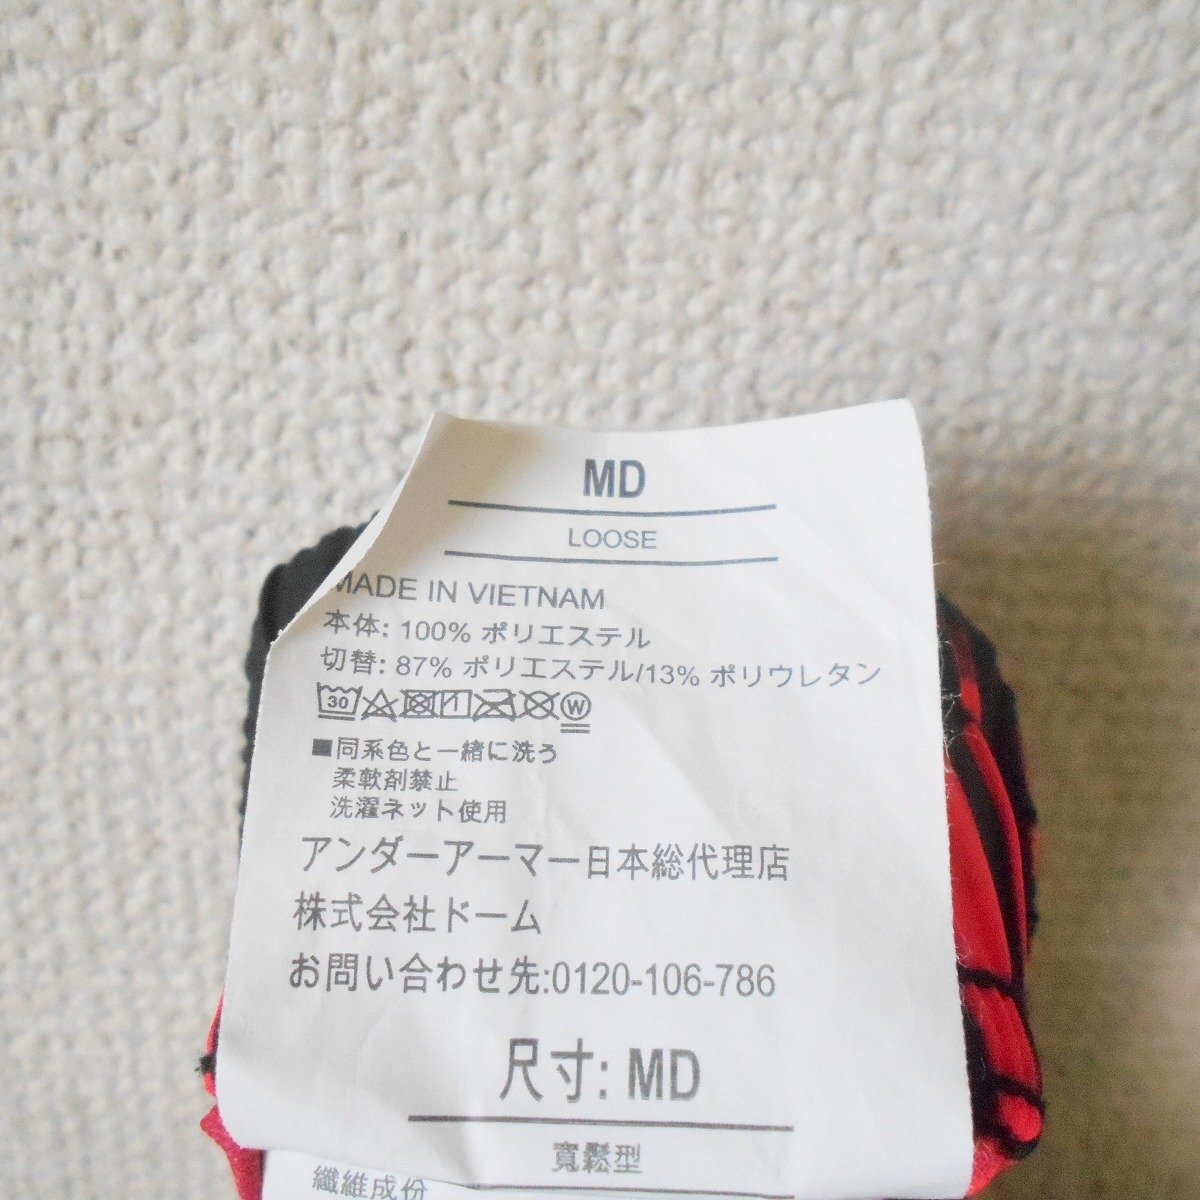 MD
LOOSE
MADE IN VIETNAM
本体: 100% ポリエステル
切替: 87% ポリエステル/13% ポリウレタン
30 W
■同系色と一緒に洗う
柔軟剤禁止
洗濯ネット使用
アンダーアーマー日本総代理店
株式会社ドーム
お問い合わせ先:0120-106-786
尺寸: MD
寬鬆型
纖維成份